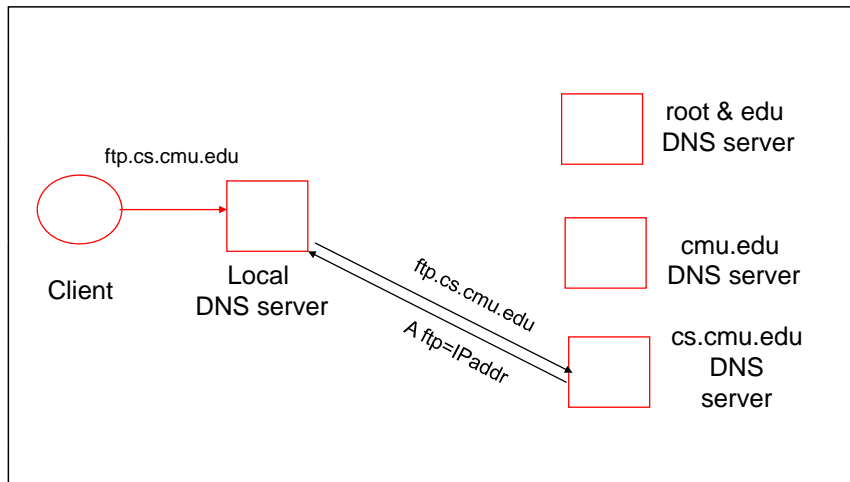 root & edu
DNS server
ftp.cs.cmu.edu
Client
Local
DNS server
ftp.cs.cmu.edu
A ftp=IPaddr
cmu.edu
DNS server
cs.cmu.edu
DNS
server